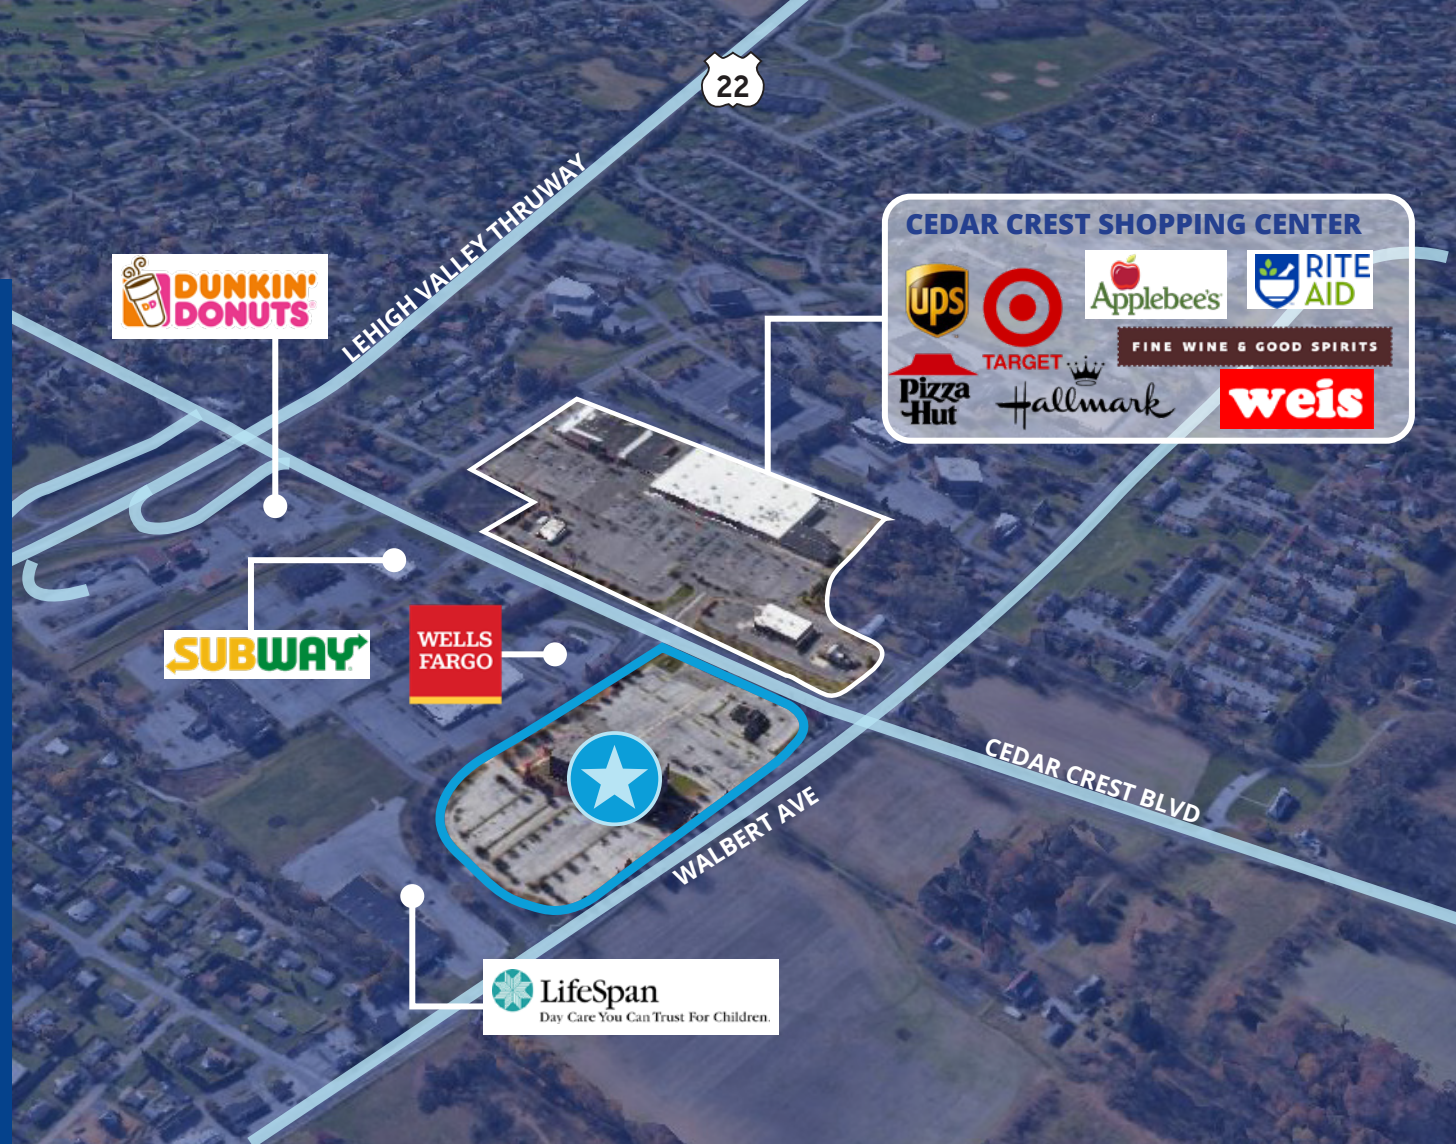 22
LEHIGH VALLEY THRUWAY
CEDAR CREST SHOPPING CENTER
ups
TARGET
Applebee's
RITE
AID
FINE WINE & GOOD SPIRITS
Pizza
Hut
Hallmark
weis
DUNKIN'
DONUTS
DD
SUBWAY
WELLS
FARGO
CEDAR CREST BLVD
WALBERT AVE
LifeSpan
Day Care You Can Trust For Children.